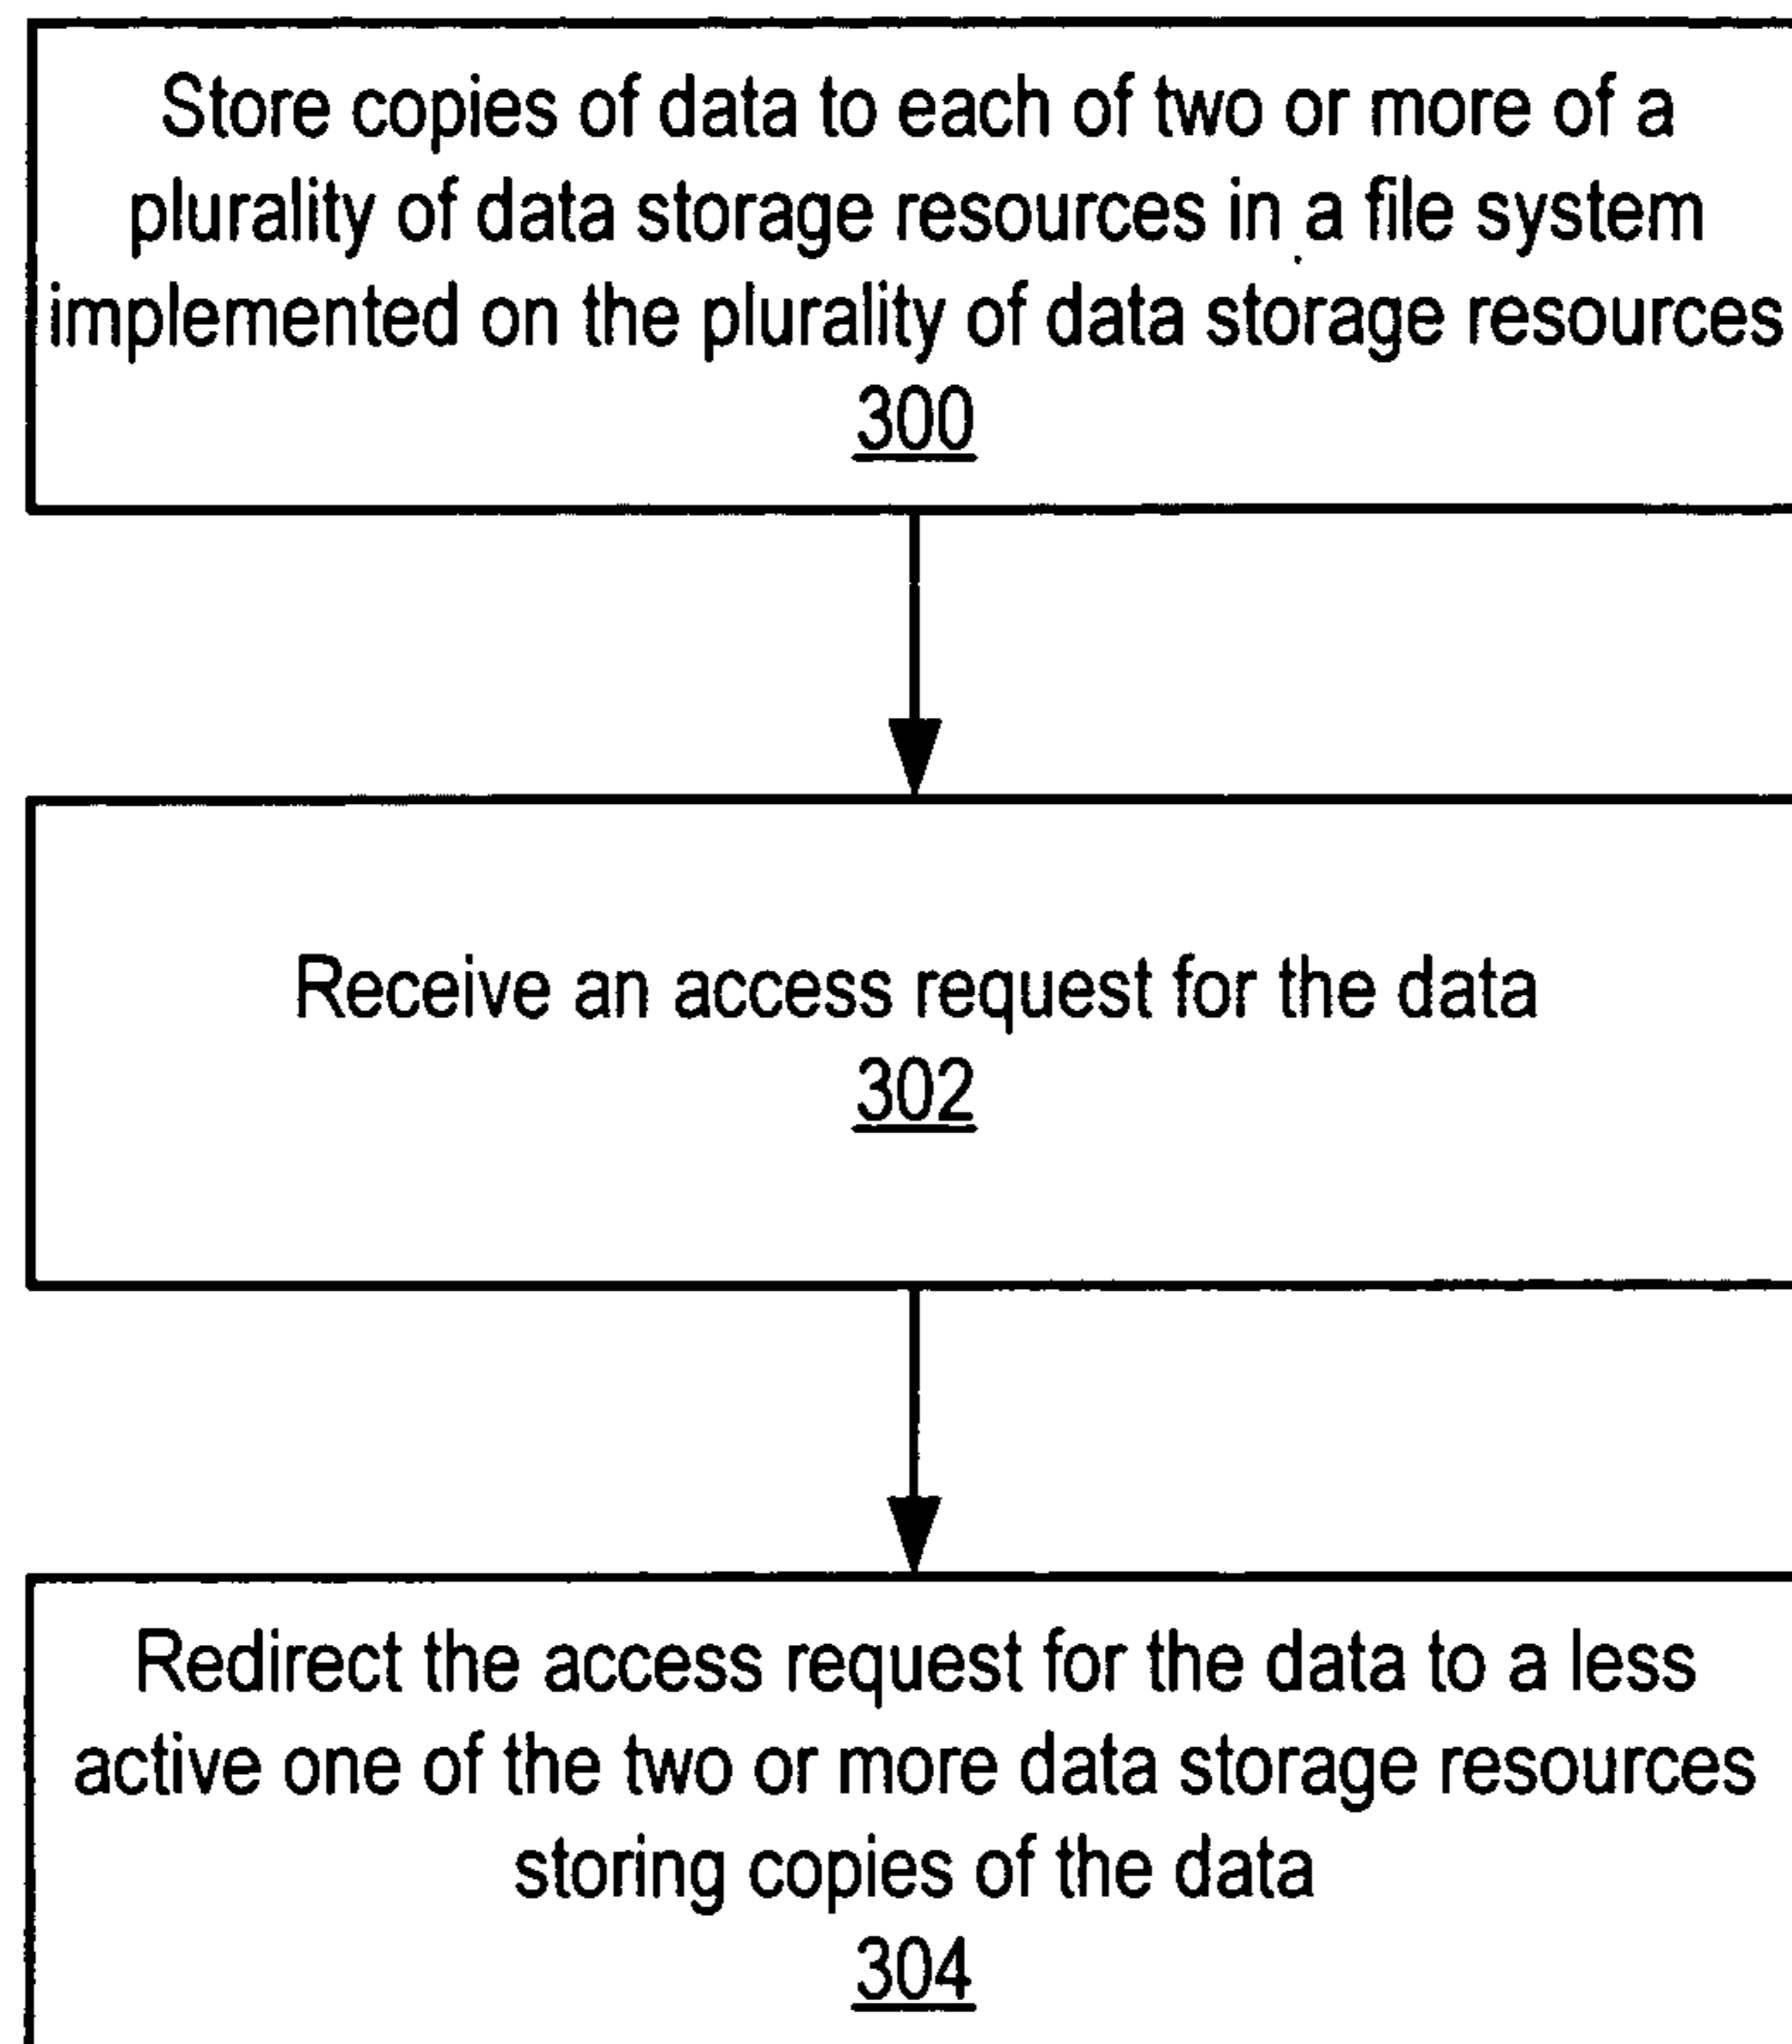 Store copies of data to each of two or more of a
plurality of data storage resources in a file system
implemented on the plurality of data storage resources
300
Receive an access request for the data
302
Redirect the access request for the data to a less
active one of the two or more data storage resources
storing copies of the data
304